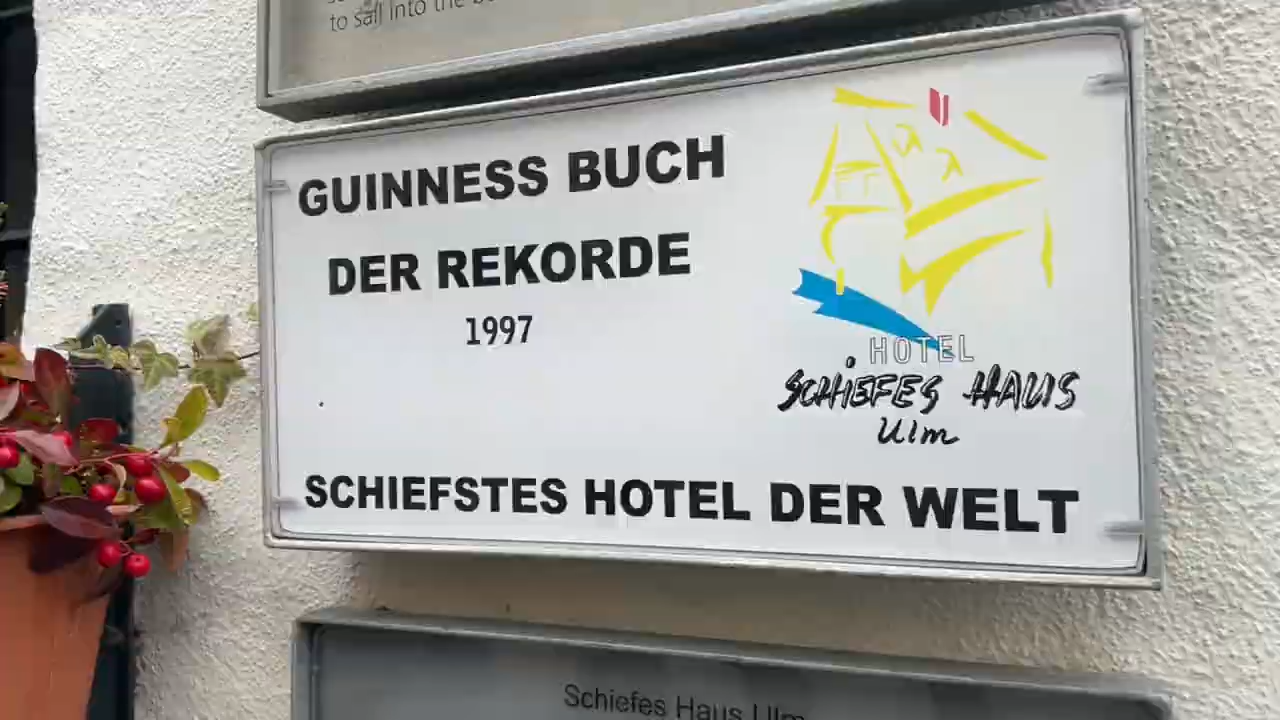 to sail into the
GUINNESS BUCH
DER REKORDE
1997
HOTEL
SCHIEFES HAUS
Ulm
SCHIEFSTES HOTEL DER WELT
Schiefes Haus Ulm